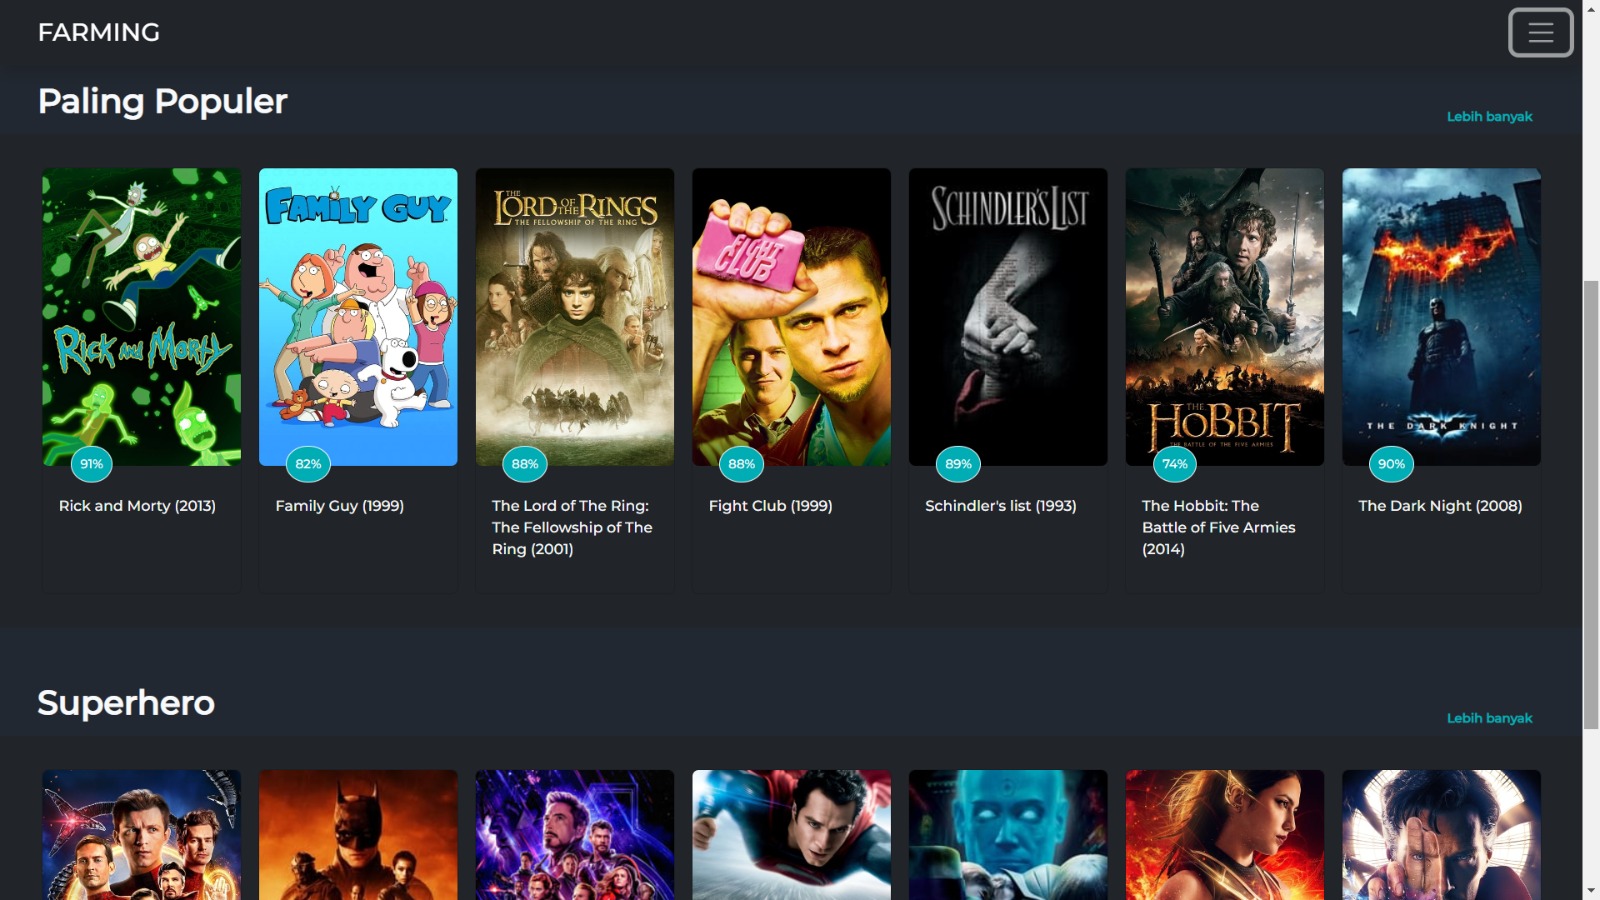 FARMING
Paling Populer
Lebih banyak
RICK AND MORTY
FAMILY GUY
THE LORD OF THE RINGS
THE FELLOWSHIP OF THE RING
FIGHT CLUB
SCHINDLER'S LIST
THE HOBBIT
THE BATTLE OF THE FIVE ARMIES
THE DARK KNIGHT
91%
82%
88%
88%
89%
74%
90%
Rick and Morty (2013)
Family Guy (1999)
The Lord of The Ring:
The Fellowship of The
Ring (2001)
Fight Club (1999)
Schindler's list (1993)
The Hobbit: The
Battle of Five Armies
(2014)
The Dark Night (2008)
Superhero
Lebih banyak